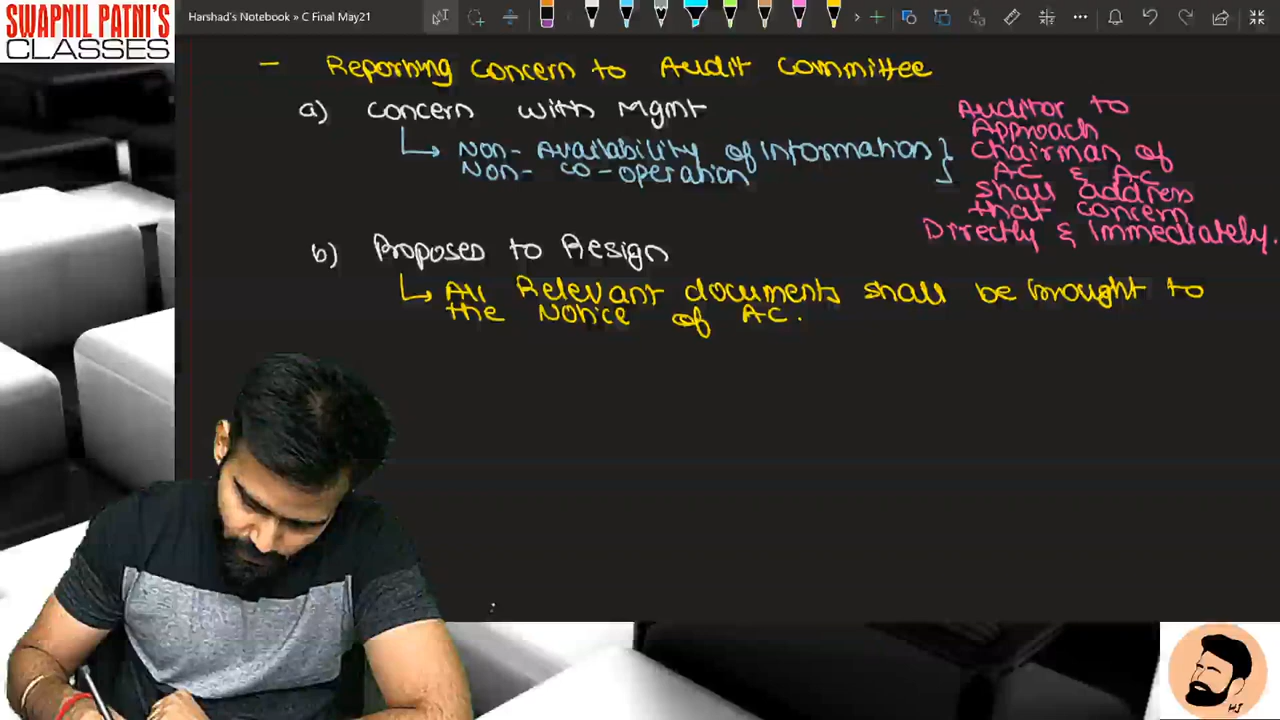 SWAPNIL PATNI'S
CLASSES
Harshad's Notebook » C Final May21
- Reporning Concern to Audit Committee
a) Concern with Mgmt
Non-Availability of Information
Non- co-operation
Auditor to
Approach
Chairman of
AC & AC
shall address
that concern
Directly & Immediately.
b) Proposed to Resign
All Relevant documents shall be brought to
the Notice of AC.
HJ